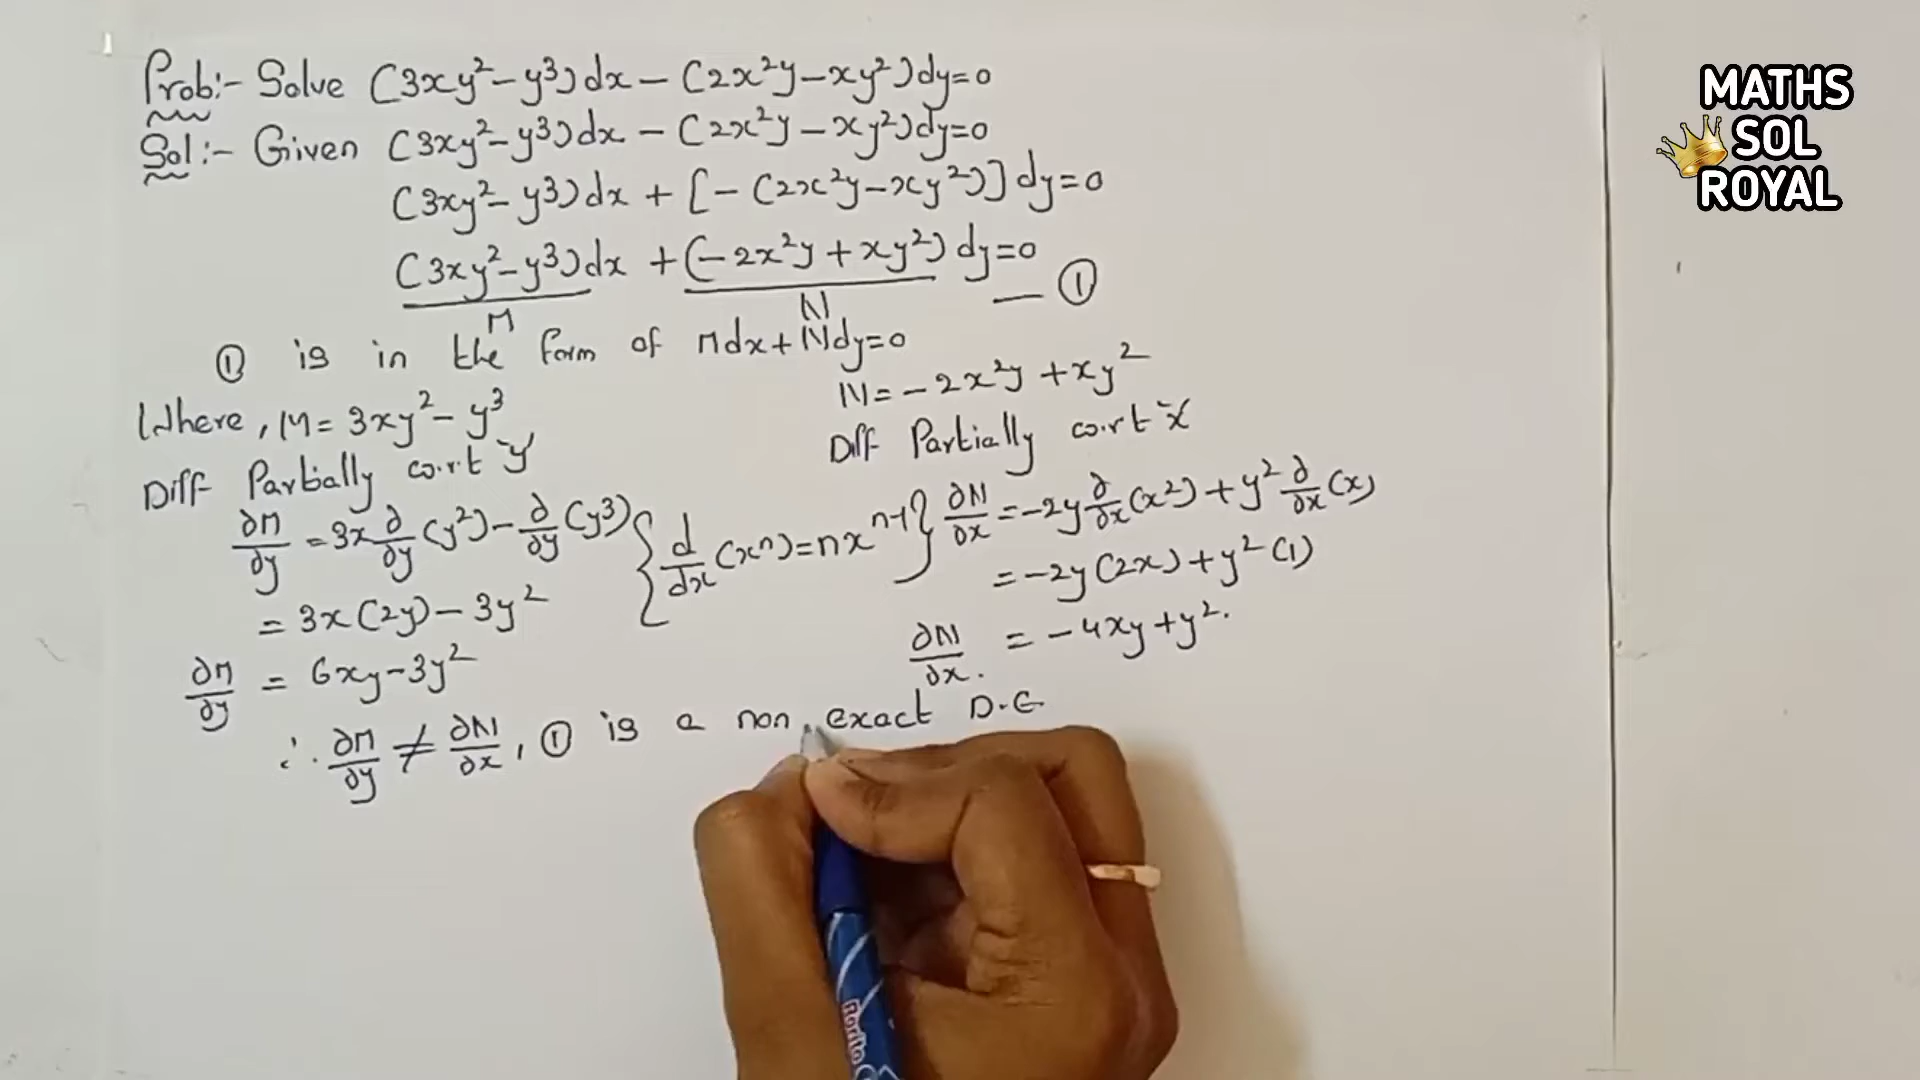 Prob:- Solve (3xy²-y³)dx-(2x²y-xy²)dy=0
Sol:- Given (3xy²-y³)dx-(2x²y-xy²)dy=0
(3xy²-y³)dx+[-(2x²y-xy²)]dy=0
(3xy²-y³)dx+(-2x²y+xy²)dy=0 — ①
M N
① is in the form of Mdx+Ndy=0
Where, M=3xy²-y³
Diff Partially w.r.t 'y'
∂M/∂y=3x ∂/∂y(y²)-∂/∂y(y³) {d/dx(xⁿ)=nxⁿ⁻¹}
=3x(2y)-3y²
∂M/∂y = 6xy-3y²
N=-2x²y+xy²
Diff Partially w.r.t 'x'
∂N/∂x=-2y ∂/∂x(x²)+y² ∂/∂x(x)
=-2y(2x)+y²(1)
∂N/∂x. = -4xy+y².
∴ ∂M/∂y ≠ ∂N/∂x, ① is a non exact D.E
MATHS
SOL
ROYAL